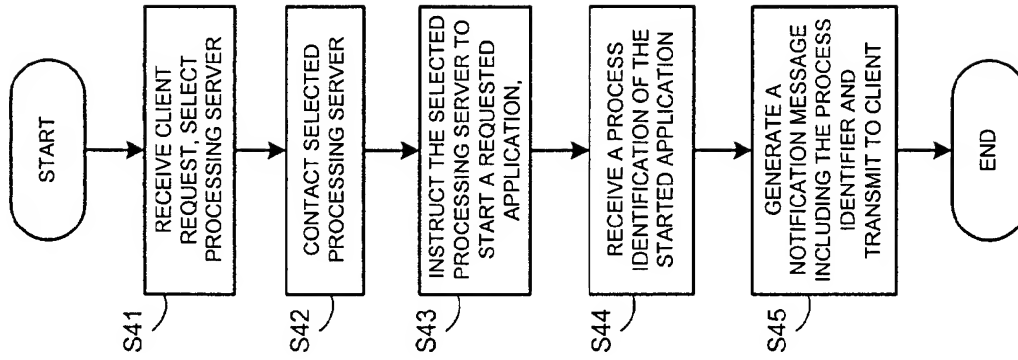 START
S41
RECEIVE CLIENT
REQUEST, SELECT
PROCESSING SERVER
S42
CONTACT SELECTED
PROCESSING SERVER
S43
INSTRUCT THE SELECTED
PROCESSING SERVER TO
START A REQUESTED
APPLICATION,
S44
RECEIVE A PROCESS
IDENTIFICATION OF THE
STARTED APPLICATION
S45
GENERATE A
NOTIFICATION MESSAGE
INCLUDING THE PROCESS
IDENTIFIER AND
TRANSMIT TO CLIENT
END